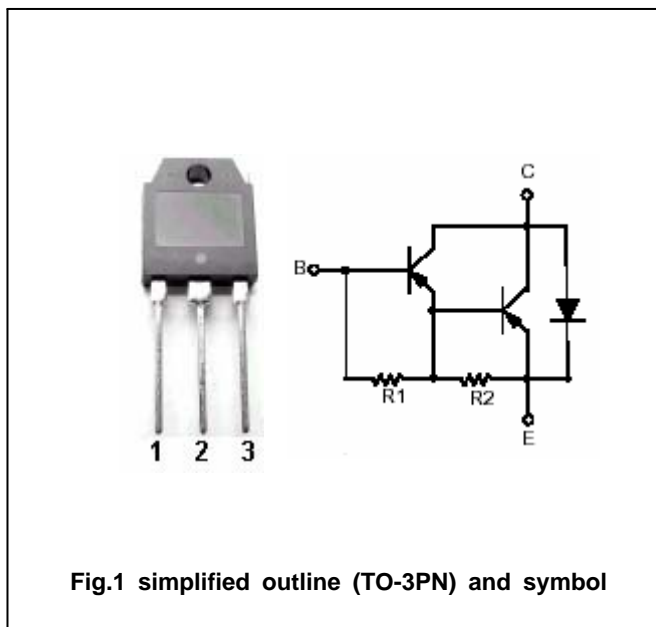 C
B
R1 R2
E
1 2 3
Fig.1 simplified outline (TO-3PN) and symbol